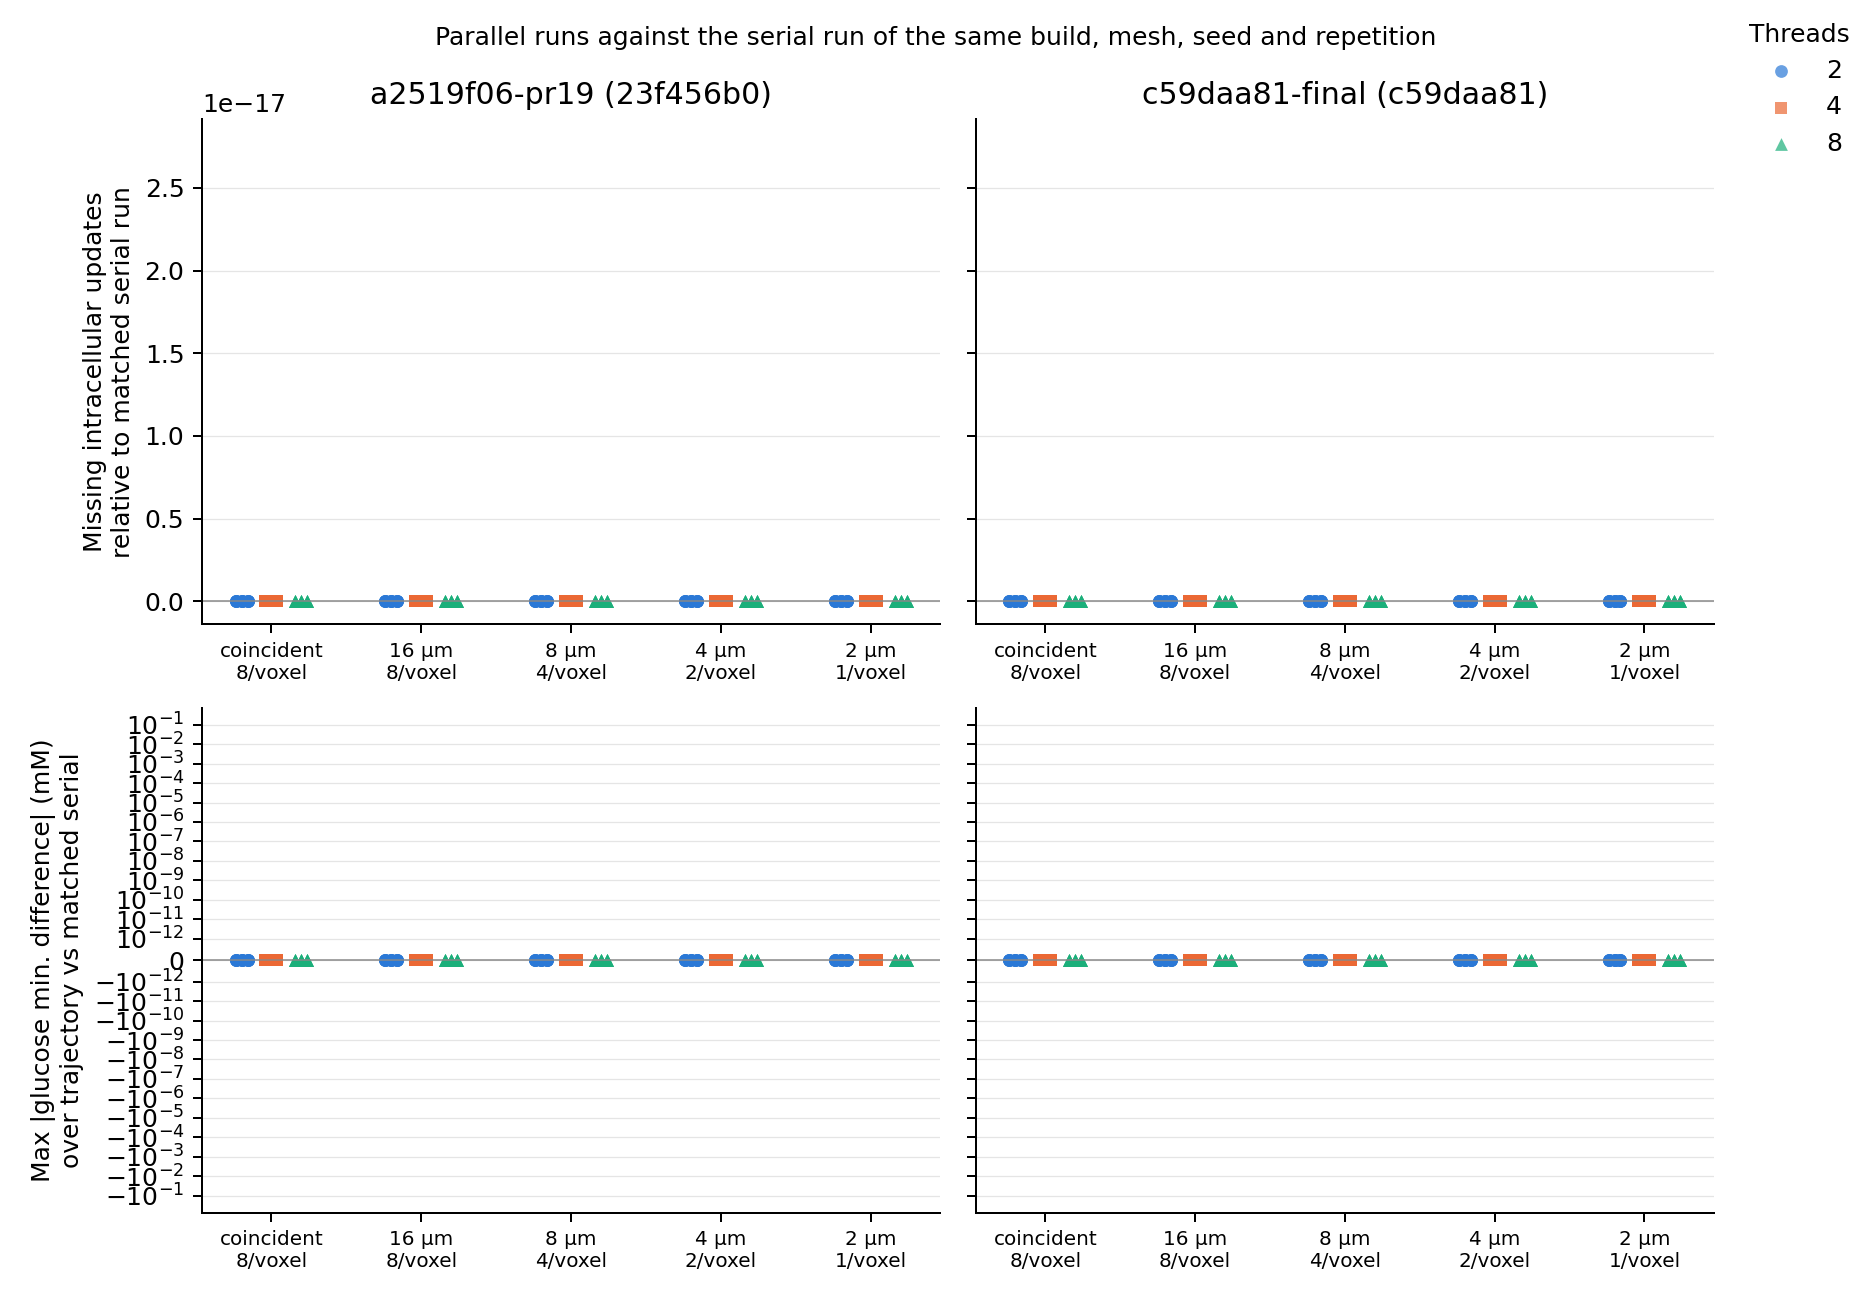 Parallel runs against the serial run of the same build, mesh, seed and repetition
Threads
2
4
8
a2519f06-pr19 (23f456b0)
c59daa81-final (c59daa81)
1e−17
Missing intracellular updates
relative to matched serial run
2.5
2.0
1.5
1.0
0.5
0.0
coincident
8/voxel
16 µm
8/voxel
8 µm
4/voxel
4 µm
2/voxel
2 µm
1/voxel
coincident
8/voxel
16 µm
8/voxel
8 µm
4/voxel
4 µm
2/voxel
2 µm
1/voxel
Max |glucose min. difference| (mM)
over trajectory vs matched serial
10⁻¹
10⁻²
10⁻³
10⁻⁴
10⁻⁵
10⁻⁶
10⁻⁷
10⁻⁸
10⁻⁹
10⁻¹⁰
10⁻¹¹
10⁻¹²
0
−10⁻¹²
−10⁻¹¹
−10⁻¹⁰
−10⁻⁹
−10⁻⁸
−10⁻⁷
−10⁻⁶
−10⁻⁵
−10⁻⁴
−10⁻³
−10⁻²
−10⁻¹
coincident
8/voxel
16 µm
8/voxel
8 µm
4/voxel
4 µm
2/voxel
2 µm
1/voxel
coincident
8/voxel
16 µm
8/voxel
8 µm
4/voxel
4 µm
2/voxel
2 µm
1/voxel